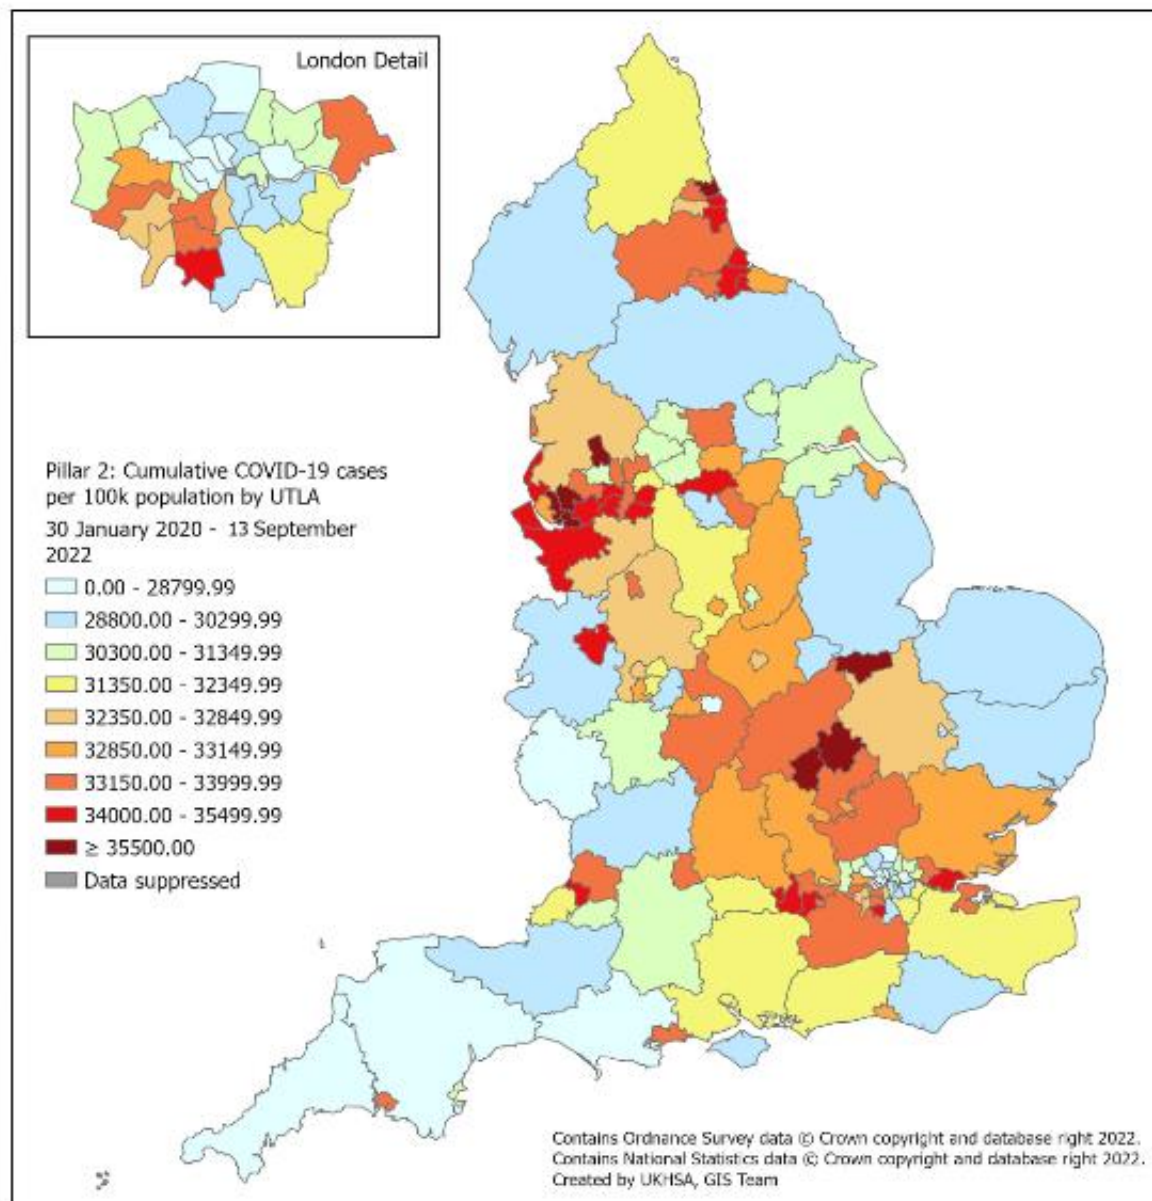 London Detail
Pillar 2: Cumulative COVID-19 cases
per 100k population by UTLA
30 January 2020 - 13 September
2022
0.00 - 28799.99
28800.00 - 30299.99
30300.00 - 31349.99
31350.00 - 32349.99
32350.00 - 32849.99
32850.00 - 33149.99
33150.00 - 33999.99
34000.00 - 35499.99
≥ 35500.00
Data suppressed
Contains Ordnance Survey data © Crown copyright and database right 2022.
Contains National Statistics data © Crown copyright and database right 2022.
Created by UKHSA, GIS Team